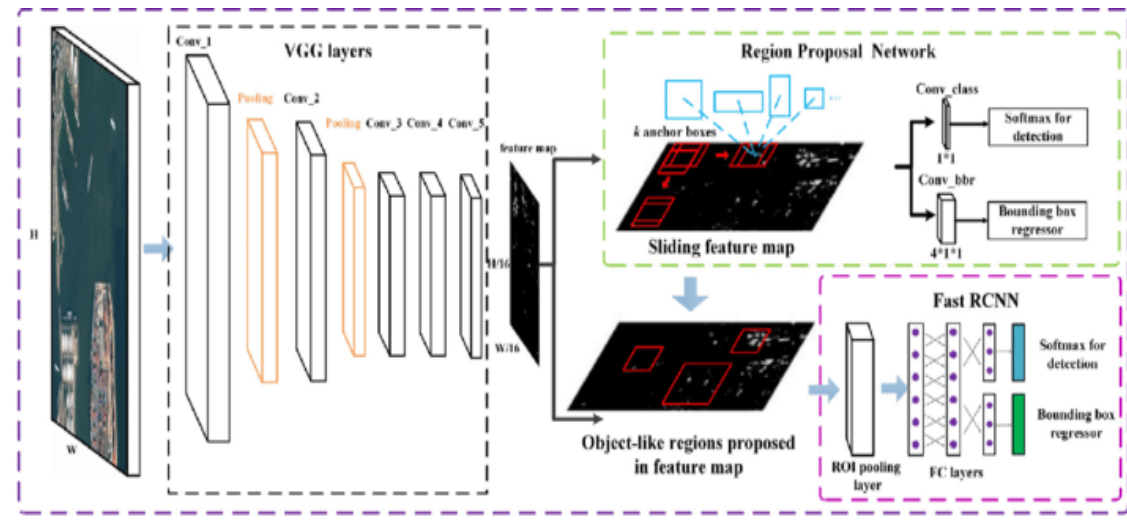 H
W
VGG layers
Conv_1
Pooling
Conv_2
Pooling
Conv_3
Conv_4
Conv_5
feature map
H/16
W/16
Region Proposal Network
k anchor boxes
...
Sliding feature map
Conv_class
1*1
Softmax for
detection
Conv_bbr
4*1*1
Bounding box
regressor
Object-like regions proposed
in feature map
Fast RCNN
ROI pooling
layer
FC layers
Softmax for
detection
Bounding box
regressor